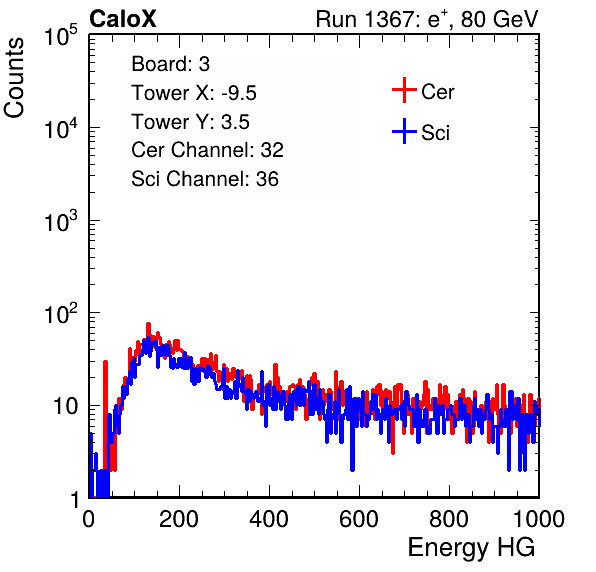 CaloX Run 1367: e⁺, 80 GeV
Counts
Board: 3
Tower X: -9.5
Tower Y: 3.5
Cer Channel: 32
Sci Channel: 36
Cer
Sci
10⁵
10⁴
10³
10²
10
1
0 200 400 600 800 1000
Energy HG